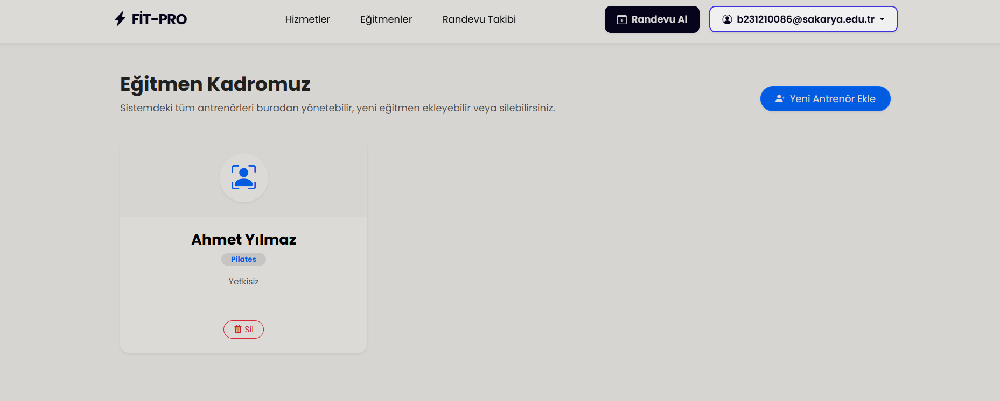 FİT-PRO
Hizmetler
Eğitmenler
Randevu Takibi
Randevu Al
b231210086@sakarya.edu.tr
Eğitmen Kadromuz
Sistemdeki tüm antrenörleri buradan yönetebilir, yeni eğitmen ekleyebilir veya silebilirsiniz.
Yeni Antrenör Ekle
Ahmet Yılmaz
Pilates
Yetkisiz
Sil